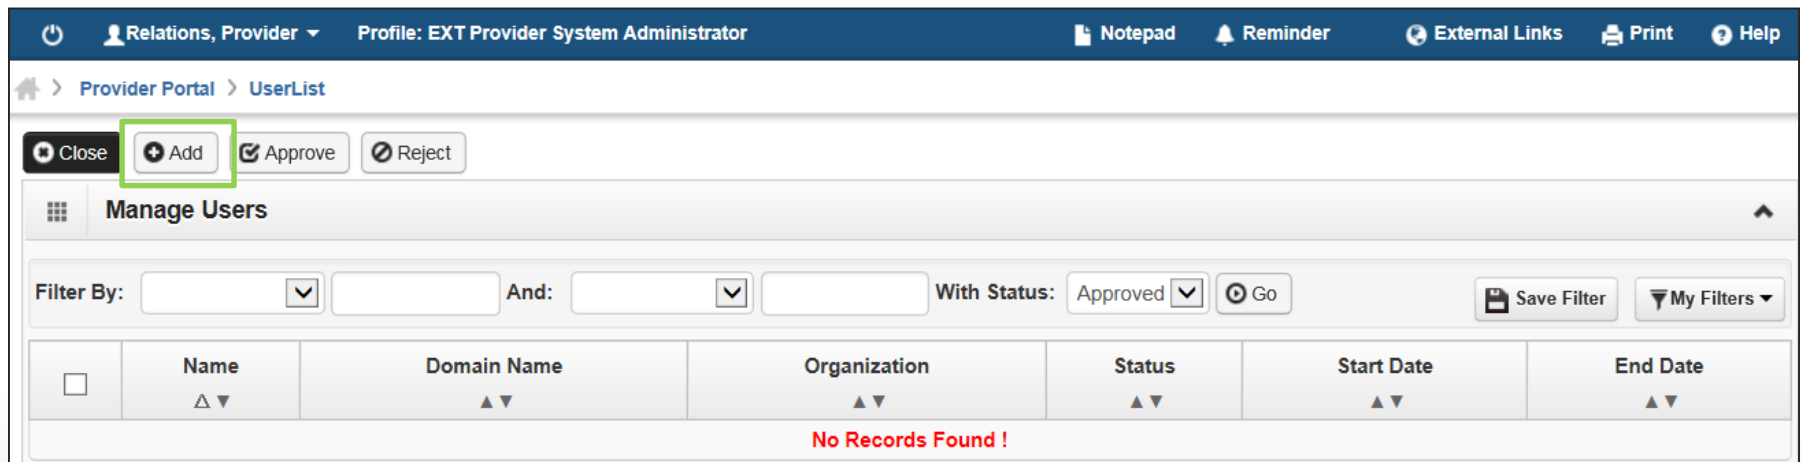 Relations, Provider Profile: EXT Provider System Administrator Notepad Reminder External Links Print Help
Provider Portal > UserList
Close Add Approve Reject
Manage Users
Filter By: And: With Status: Approved Go Save Filter My Filters
Name Domain Name Organization Status Start Date End Date
No Records Found !